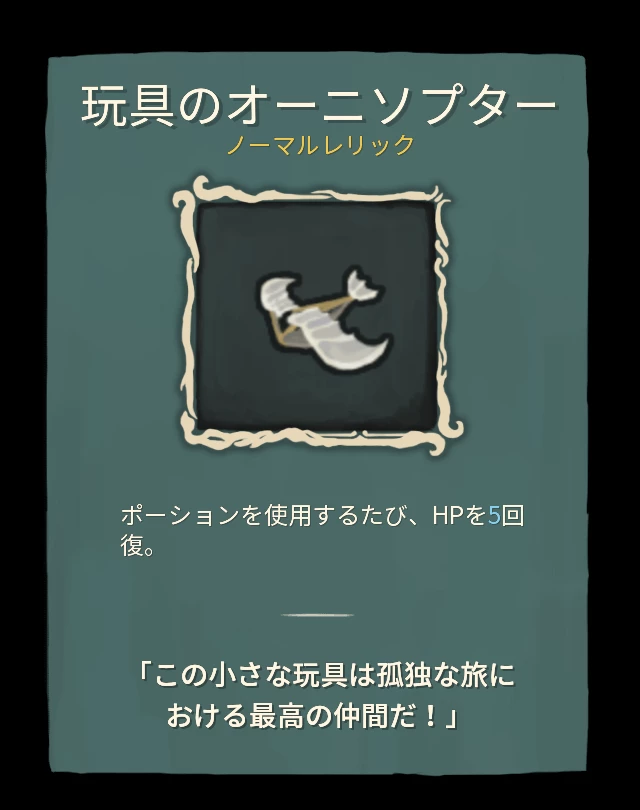 玩具のオーニソプター
ノーマルレリック
ポーションを使用するたび、HPを5回
復。
「この小さな玩具は孤独な旅に
おける最高の仲間だ！」